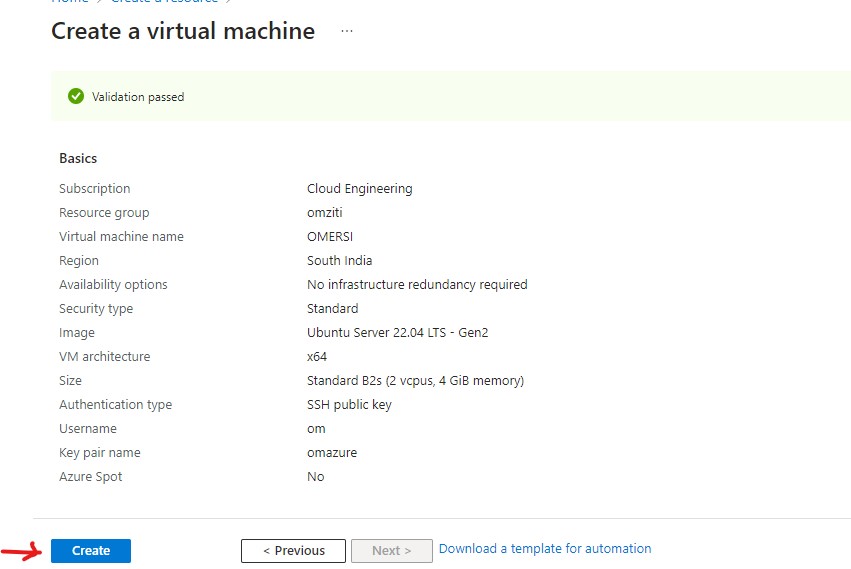 Home > Create a resource >
Create a virtual machine ...
Validation passed
Basics
Subscription Cloud Engineering
Resource group omziti
Virtual machine name OMERSI
Region South India
Availability options No infrastructure redundancy required
Security type Standard
Image Ubuntu Server 22.04 LTS - Gen2
VM architecture x64
Size Standard B2s (2 vcpus, 4 GiB memory)
Authentication type SSH public key
Username om
Key pair name omazure
Azure Spot No
Create < Previous Next > Download a template for automation